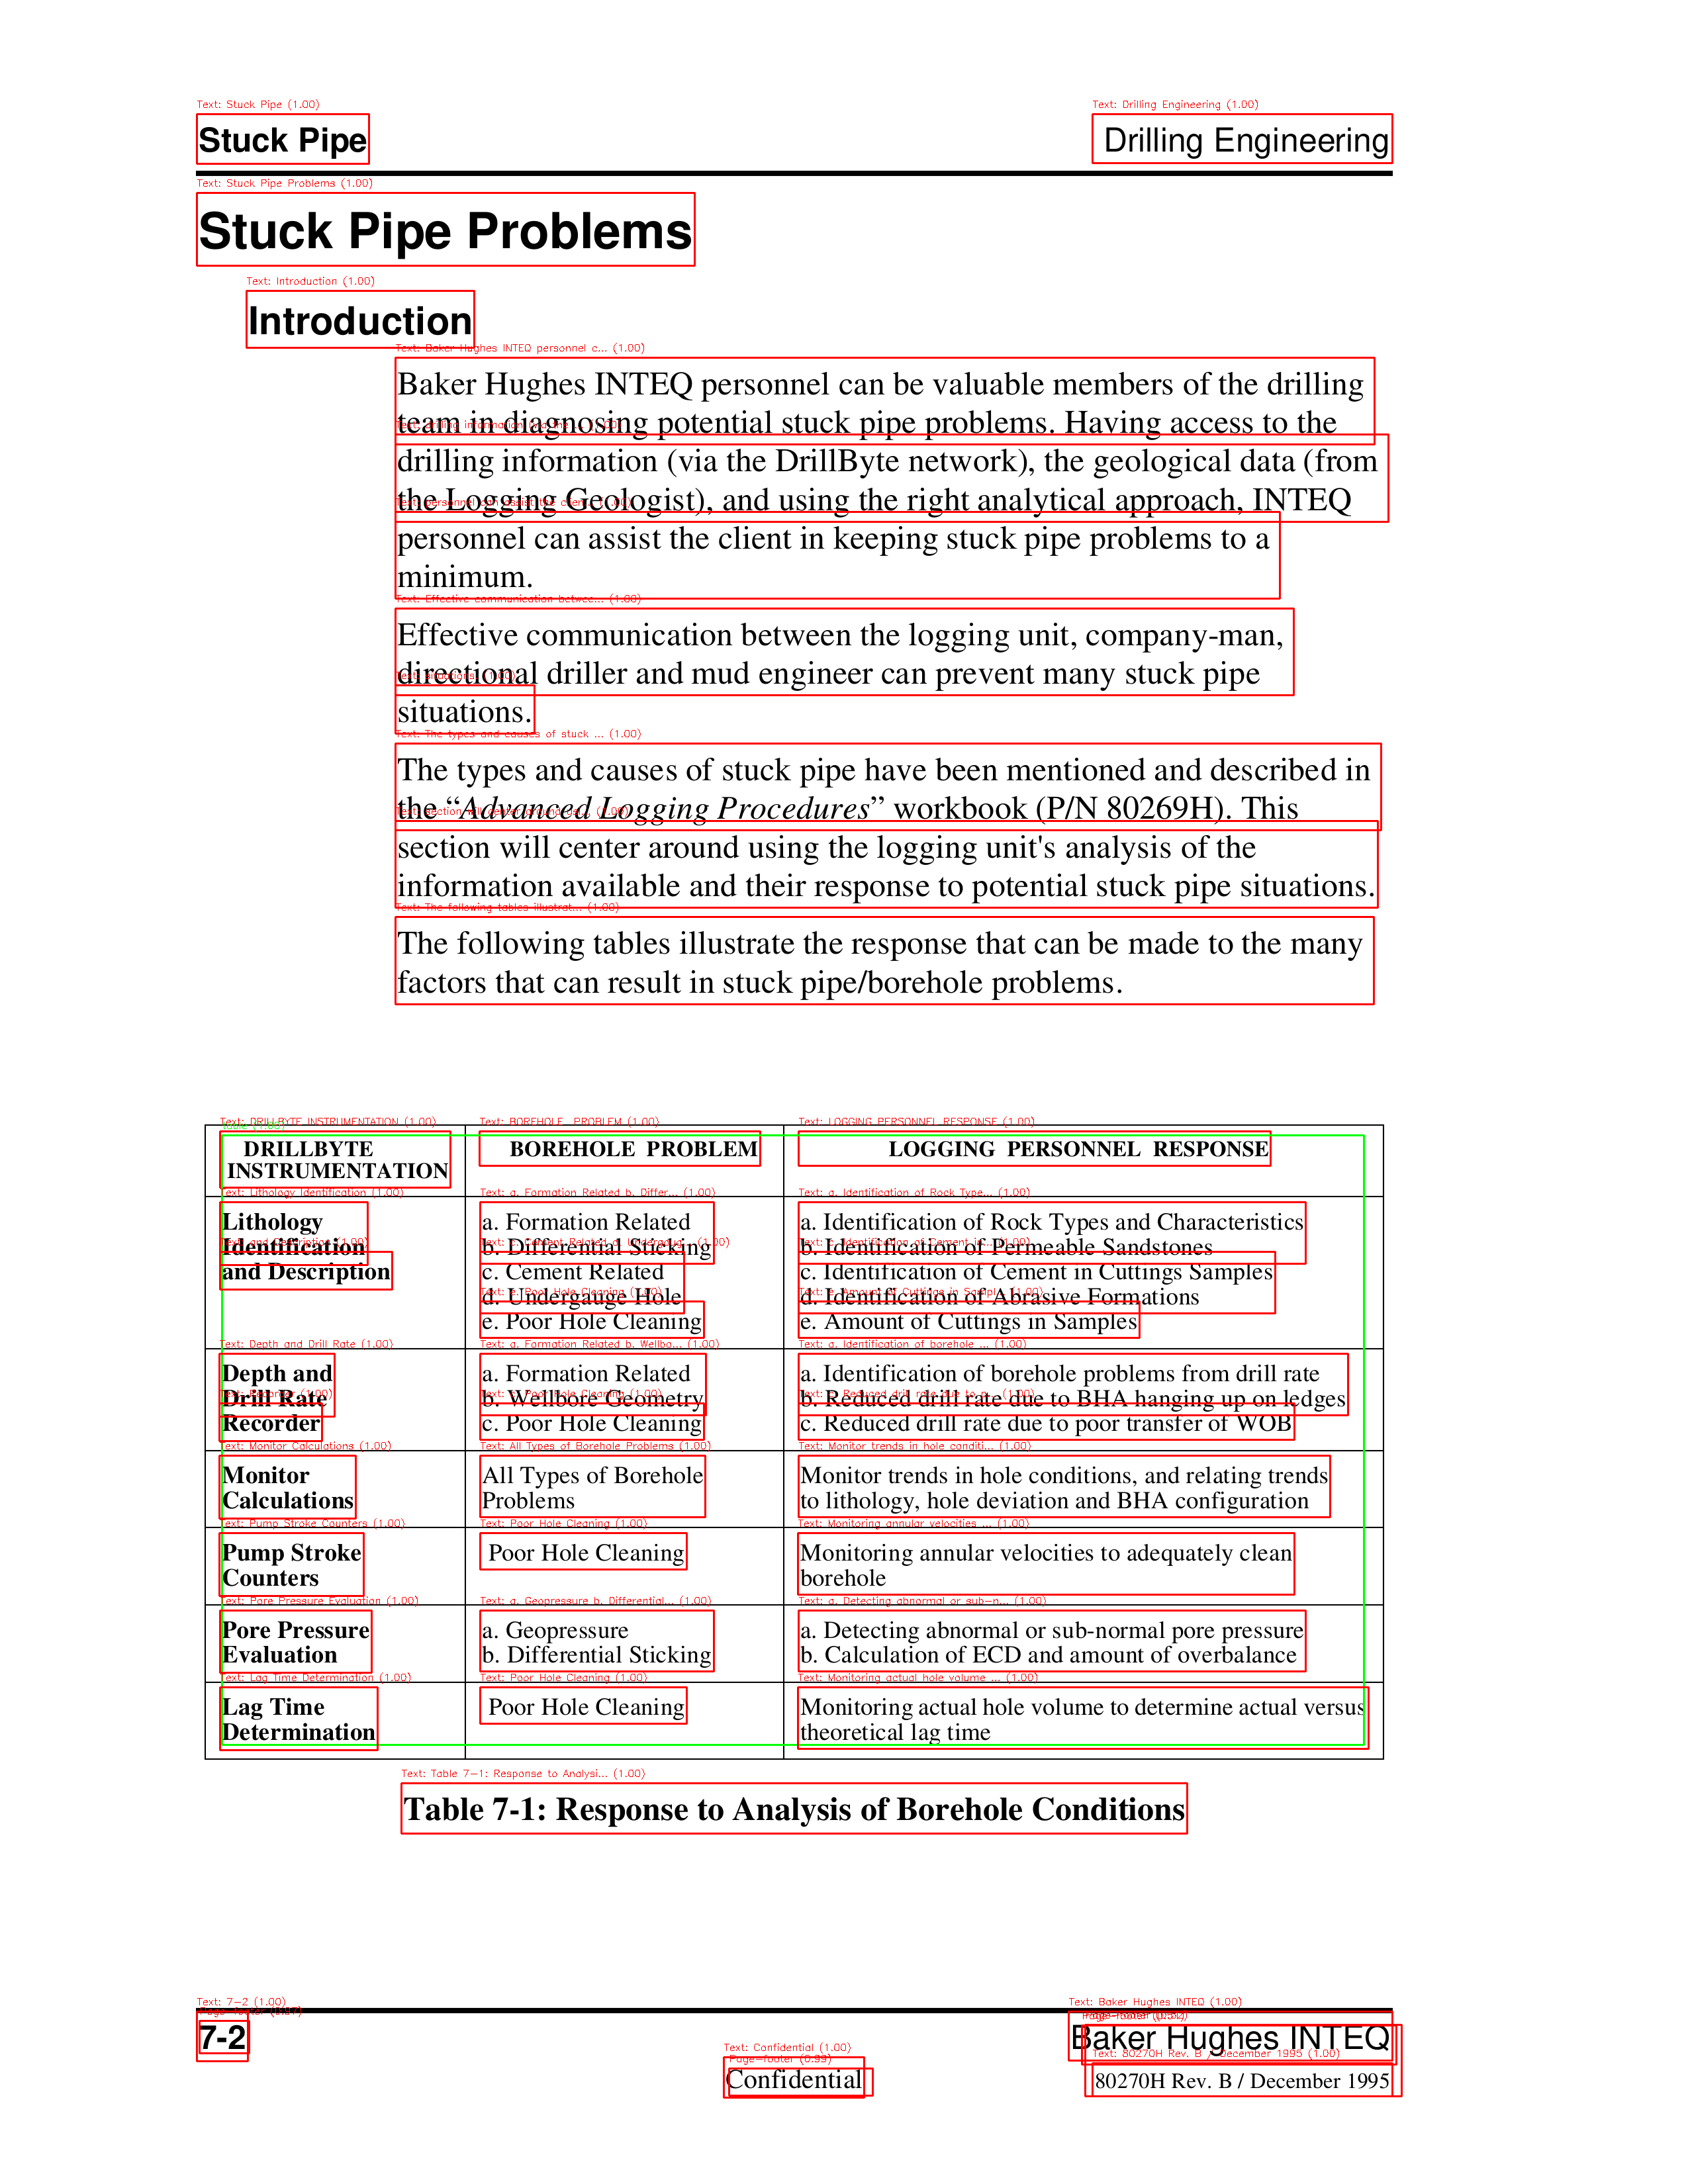 Stuck Pipe
Drilling Engineering
Stuck Pipe Problems
Introduction
Baker Hughes INTEQ personnel can be valuable members of the drilling
team in diagnosing potential stuck pipe problems. Having access to the
drilling information (via the DrillByte network), the geological data (from
the Logging Geologist), and using the right analytical approach, INTEQ
personnel can assist the client in keeping stuck pipe problems to a
minimum.
Effective communication between the logging unit, company-man,
directional driller and mud engineer can prevent many stuck pipe
situations.
The types and causes of stuck pipe have been mentioned and described in
the “Advanced Logging Procedures” workbook (P/N 80269H). This
section will center around using the logging unit's analysis of the
information available and their response to potential stuck pipe situations.
The following tables illustrate the response that can be made to the many
factors that can result in stuck pipe/borehole problems.
DRILLBYTE
INSTRUMENTATION
BOREHOLE PROBLEM
LOGGING PERSONNEL RESPONSE
Lithology
Identification
and Description
a. Formation Related
b. Differential Sticking
c. Cement Related
d. Undergauge Hole
e. Poor Hole Cleaning
a. Identification of Rock Types and Characteristics
b. Identification of Permeable Sandstones
c. Identification of Cement in Cuttings Samples
d. Identification of Abrasive Formations
e. Amount of Cuttings in Samples
Depth and
Drill Rate
Recorder
a. Formation Related
b. Wellbore Geometry
c. Poor Hole Cleaning
a. Identification of borehole problems from drill rate
b. Reduced drill rate due to BHA hanging up on ledges
c. Reduced drill rate due to poor transfer of WOB
Monitor
Calculations
All Types of Borehole
Problems
Monitor trends in hole conditions, and relating trends
to lithology, hole deviation and BHA configuration
Pump Stroke
Counters
Poor Hole Cleaning
Monitoring annular velocities to adequately clean
borehole
Pore Pressure
Evaluation
a. Geopressure
b. Differential Sticking
a. Detecting abnormal or sub-normal pore pressure
b. Calculation of ECD and amount of overbalance
Lag Time
Determination
Poor Hole Cleaning
Monitoring actual hole volume to determine actual versus
theoretical lag time
Table 7-1: Response to Analysis of Borehole Conditions
7-2
Baker Hughes INTEQ
Confidential
80270H Rev. B / December 1995